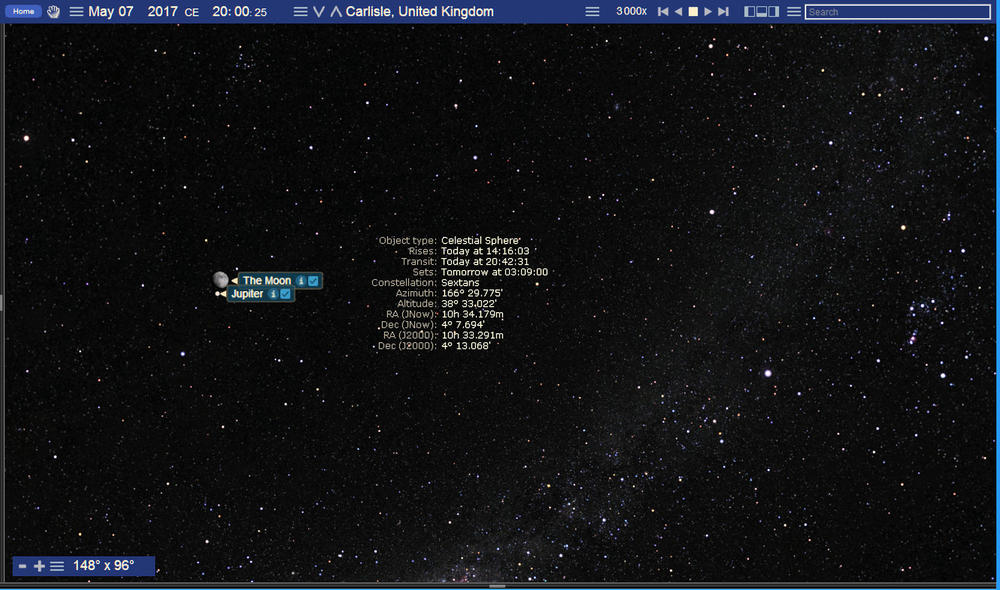 Home May 07 2017 CE 20:00:25 Carlisle, United Kingdom 3 000x Search
Object type: Celestial Sphere
Rises: Today at 14:16:03
Transit: Today at 20:42:31
Sets: Tomorrow at 03:09:00
Constellation: Sextans
Azimuth: 166° 29.775'
Altitude: 38° 33.022'
RA (JNow): 10h 34.179m
Dec (JNow): 4° 7.694'
RA (J2000): 10h 33.291m
Dec (J2000): 4° 13.068'
The Moon
Jupiter
148° x 96°